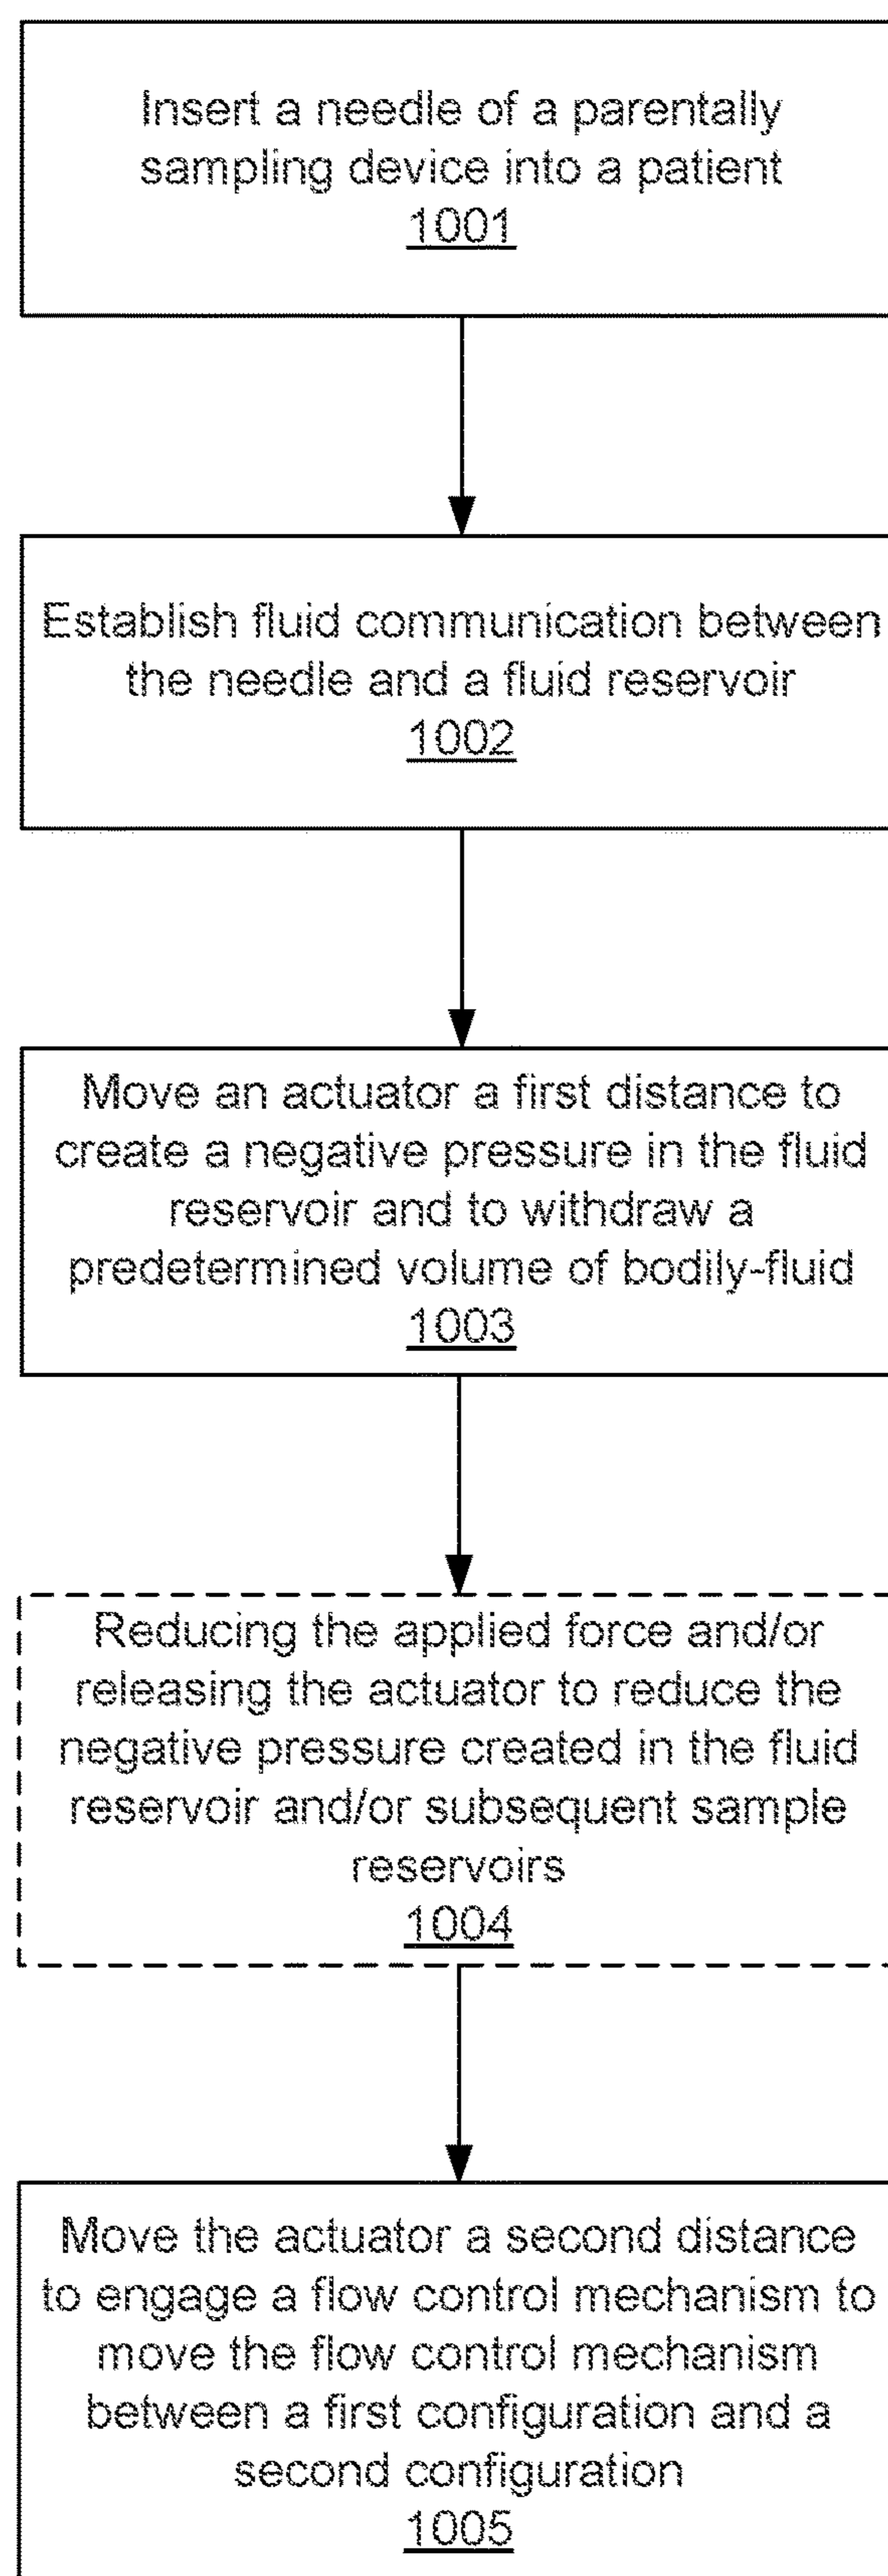 Insert a needle of a parentally
sampling device into a patient
1001
Establish fluid communication between
the needle and a fluid reservoir
1002
Move an actuator a first distance to
create a negative pressure in the fluid
reservoir and to withdraw a
predetermined volume of bodily-fluid
1003
Reducing the applied force and/or
releasing the actuator to reduce the
negative pressure created in the fluid
reservoir and/or subsequent sample
reservoirs
1004
Move the actuator a second distance
to engage a flow control mechanism to
move the flow control mechanism
between a first configuration and a
second configuration
1005